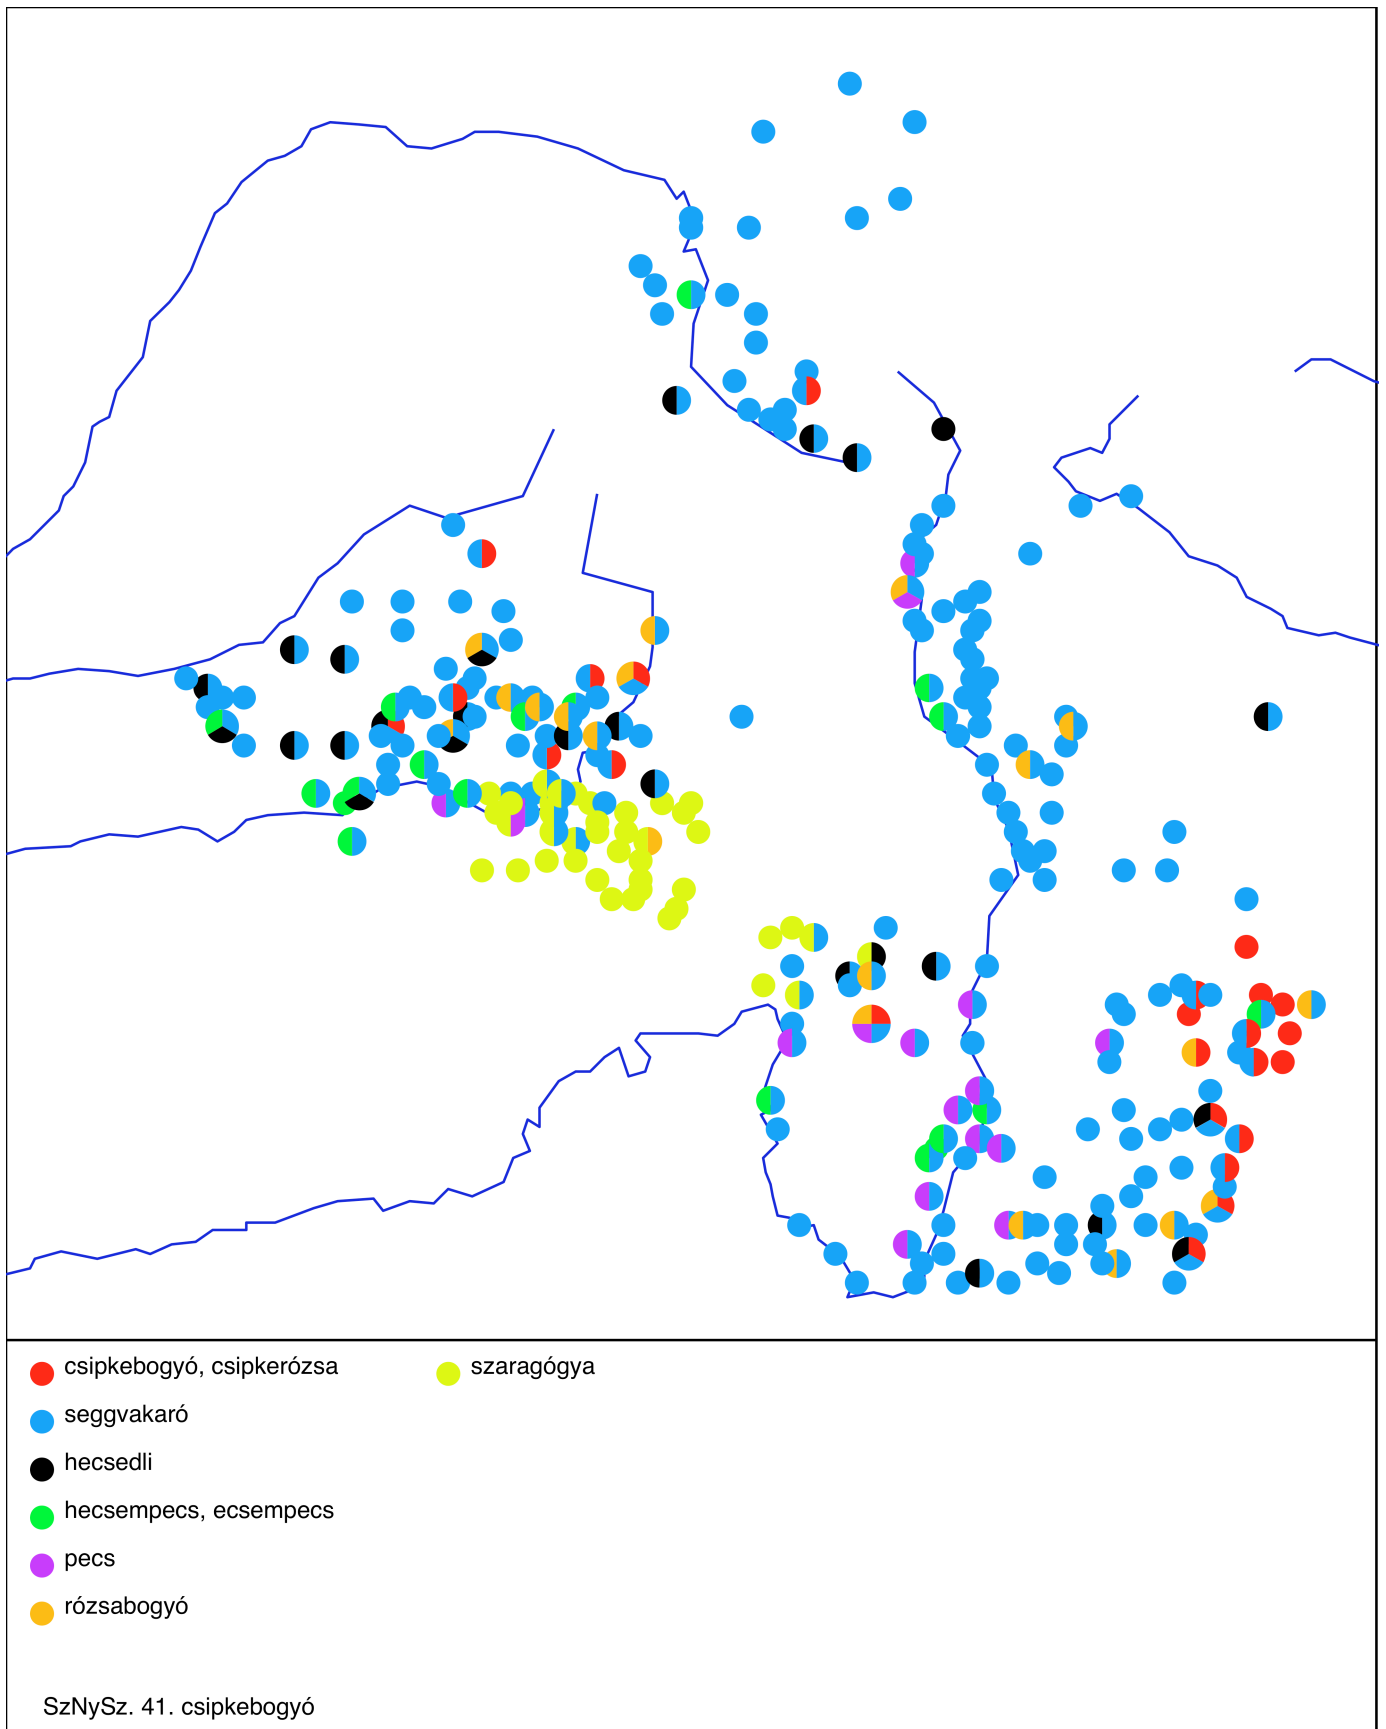 csipkebogyó, csipkerózsa
szaragógya
seggvakaró
hecsedli
hecsempecs, ecsempecs
pecs
rózsabogyó
SzNySz. 41. csipkebogyó